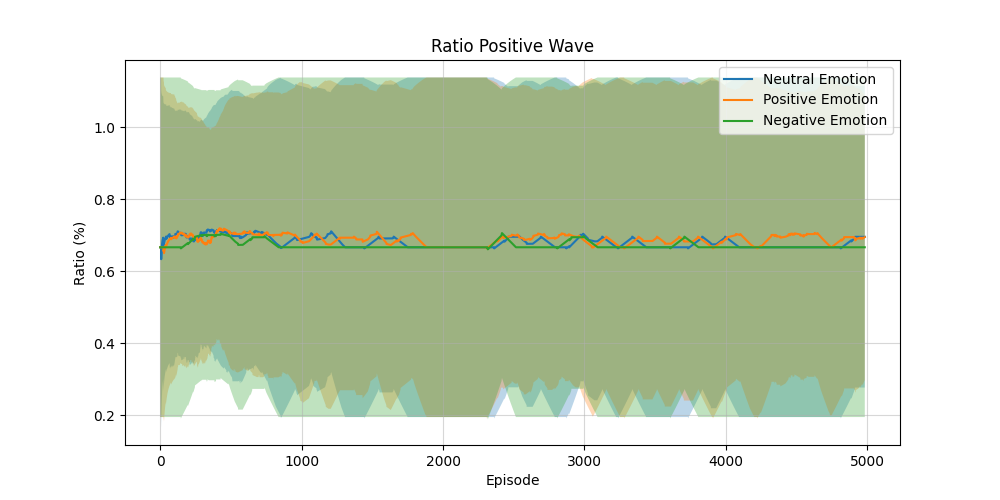 Ratio Positive Wave
Neutral Emotion
Positive Emotion
Negative Emotion
Ratio (%)
1.0
0.8
0.6
0.4
0.2
0 1000 2000 3000 4000 5000
Episode